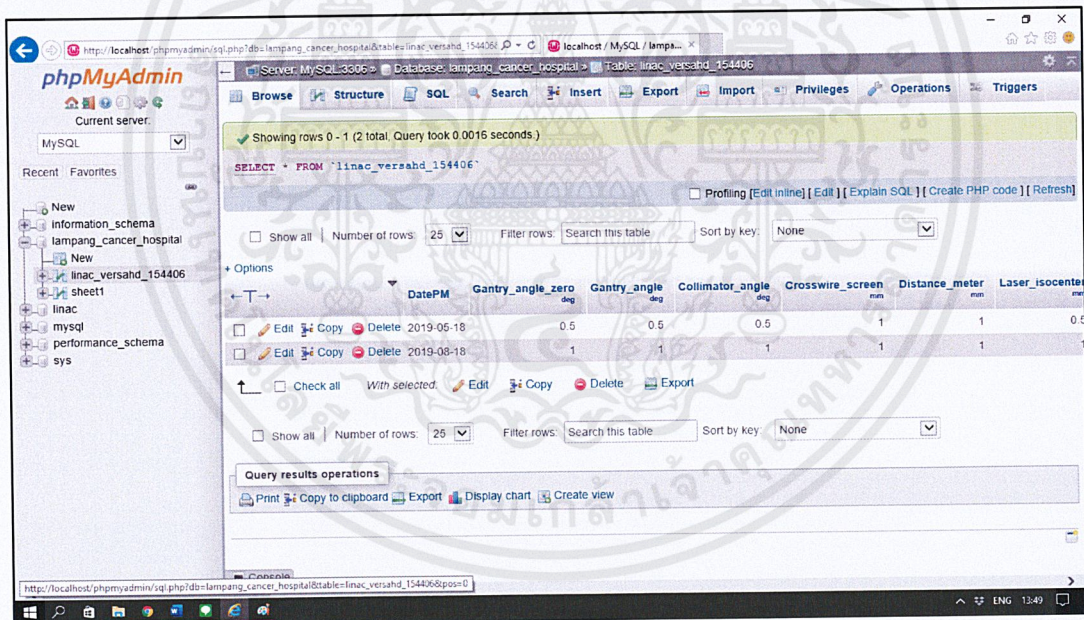 http://localhost/phpmyadmin/sql.php?db=lampang_cancer_hospital&table=linac_versahd_154406&
localhost / MySQL / lampa...
phpMyAdmin
Current server:
MySQL
Recent Favorites
New
information_schema
lampang_cancer_hospital
New
linac_versahd_154406
sheet1
linac
mysql
performance_schema
sys
Server: MySQL:3306 » Database: lampang_cancer_hospital » Table: linac_versahd_154406
Browse Structure SQL Search Insert Export Import Privileges Operations Triggers
Showing rows 0 - 1 (2 total, Query took 0.0016 seconds.)
SELECT * FROM `linac_versahd_154406`
Profiling [Edit inline] [ Edit ] [ Explain SQL ] [ Create PHP code ] [ Refresh]
Show all | Number of rows: 25 Filter rows: Search this table Sort by key: None
+ Options
←T→ DatePM Gantry_angle_zero Gantry_angle Collimator_angle Crosswire_screen Distance_meter Laser_isocenter
deg deg deg mm mm mm
Edit Copy Delete 2019-05-18 0.5 0.5 0.5 1 1 0.5
Edit Copy Delete 2019-08-18 1 1 1 1 1 1
Check all With selected: Edit Copy Delete Export
Show all | Number of rows: 25 Filter rows: Search this table Sort by key: None
Query results operations
Print Copy to clipboard Export Display chart Create view
Console
http://localhost/phpmyadmin/sql.php?db=lampang_cancer_hospital&table=linac_versahd_154406&pos=0
ENG 13:49